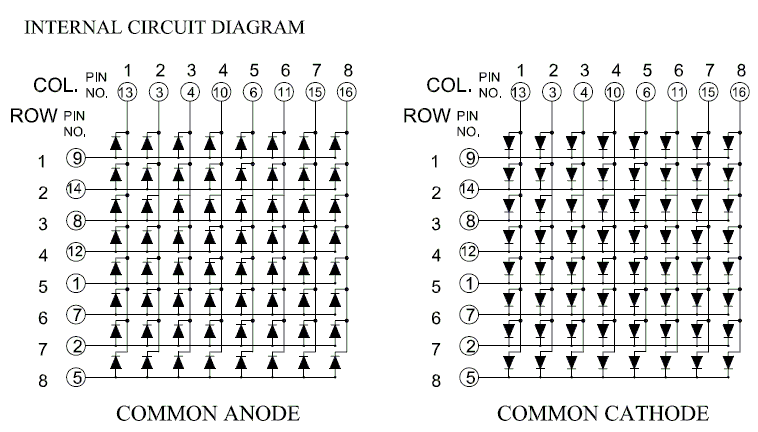 INTERNAL CIRCUIT DIAGRAM
1 2 3 4 5 6 7 8
COL. PIN NO. 13 3 4 10 6 11 15 16
ROW PIN NO.
1 9
2 14
3 8
4 12
5 1
6 7
7 2
8 5
COMMON ANODE
1 2 3 4 5 6 7 8
COL. PIN NO. 13 3 4 10 6 11 15 16
ROW PIN NO.
1 9
2 14
3 8
4 12
5 1
6 7
7 2
8 5
COMMON CATHODE